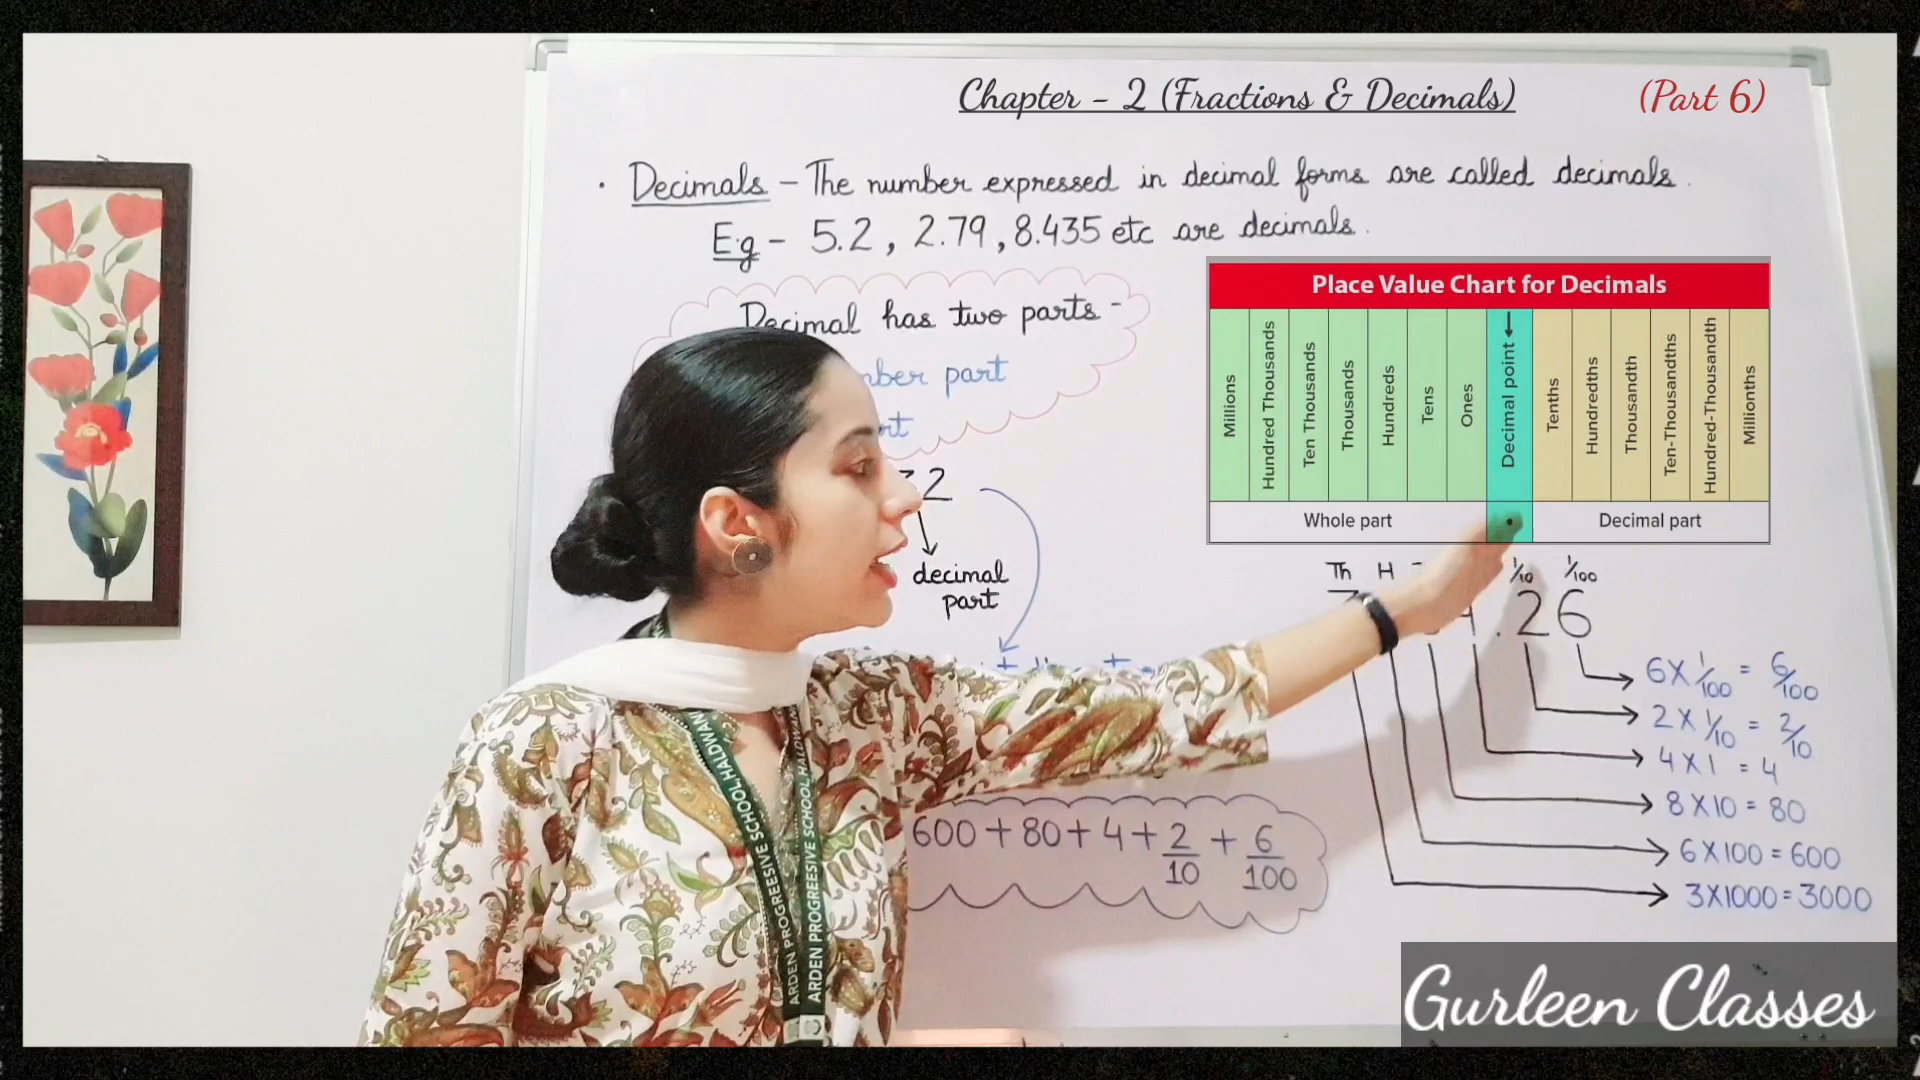 Chapter - 2 (Fractions & Decimals)
(Part 6)
· Decimals - The number expressed in decimal forms are called decimals.
E.g - 5.2, 2.79, 8.435 etc are decimals.
Decimal has two parts -
part
2
decimal
part
Place Value Chart for Decimals
Millions
Hundred Thousands
Ten Thousands
Thousands
Hundreds
Tens
Ones
Decimal point
Tenths
Hundredths
Thousandth
Ten-Thousandths
Hundred-Thousandth
Millionths
Whole part
.
Decimal part
Th H 1/10 1/100
.26
6 X 1/100 = 6/100
2 X 1/10 = 2/10
4 X 1 = 4
8 X 10 = 80
6 X 100 = 600
3 X 1000 = 3000
600 + 80 + 4 + 2/10 + 6/100
ARDEN PROGREESIVE SCHOOL, HALDWANI
ARDEN PROGREESIVE SCHOOL, HALDW
Gurleen Classes